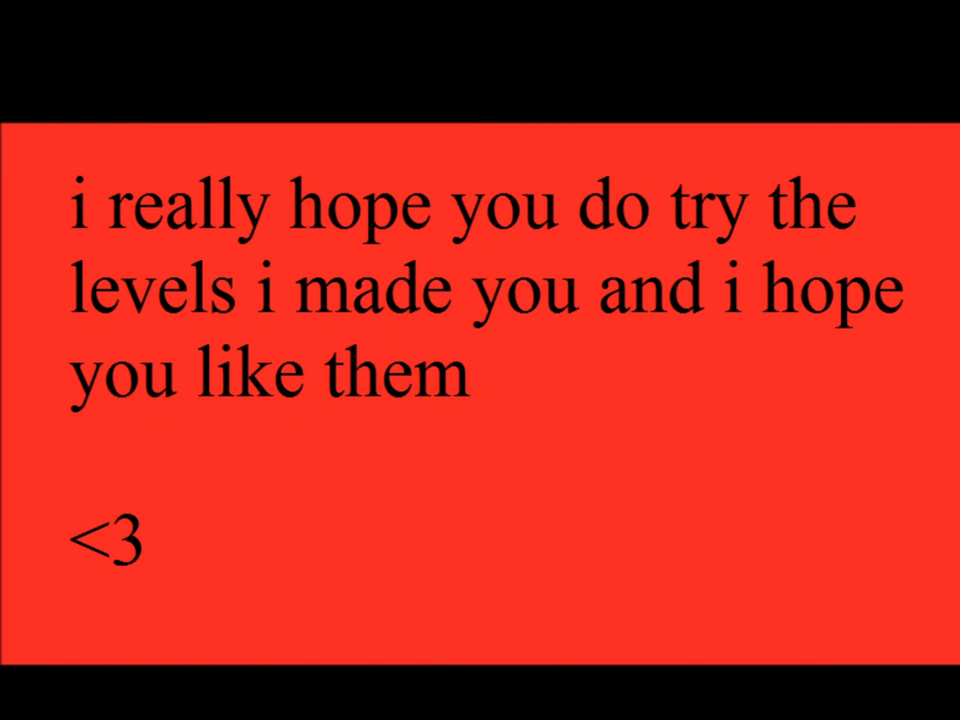 i really hope you do try the
levels i made you and i hope
you like them
<3